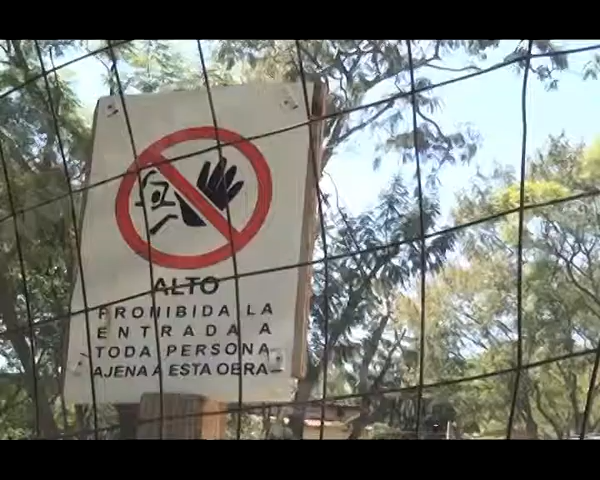 ALTO
PROHIBIDA LA
ENTRADA A
TODA PERSONA
AJENA A ESTA OBRA